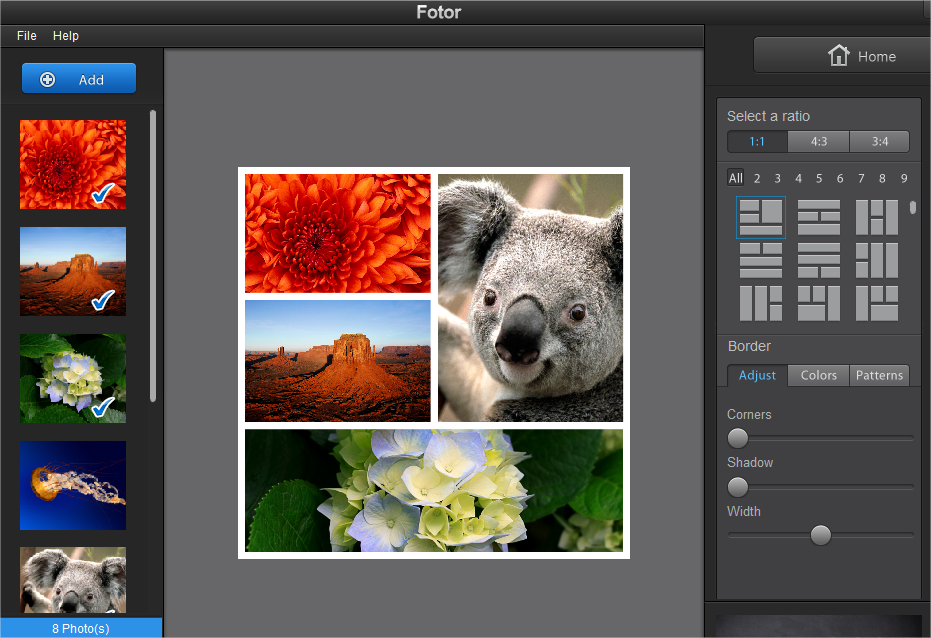 Fotor
File Help
Add
8 Photo(s)
Home
Select a ratio
1:1 4:3 3:4
All 2 3 4 5 6 7 8 9
Border
Adjust Colors Patterns
Corners
Shadow
Width